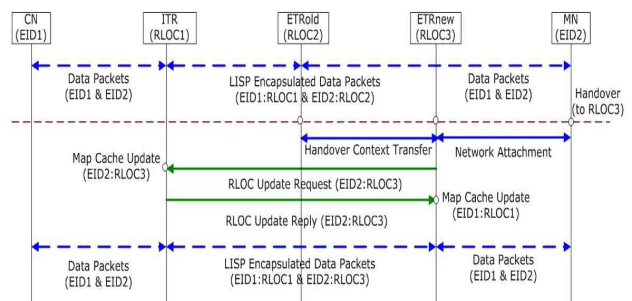 CN
(EID1)
ITR
(RLOC1)
ETRold
(RLOC2)
ETRnew
(RLOC3)
MN
(EID2)
Data Packets
(EID1 & EID2)
LISP Encapsulated Data Packets
(EID1:RLOC1 & EID2:RLOC2)
Data Packets
(EID1 & EID2)
Handover
(to RLOC3)
Handover Context Transfer
Network Attachment
Map Cache Update
(EID2:RLOC3)
RLOC Update Request (EID2:RLOC3)
Map Cache Update
(EID1:RLOC1)
RLOC Update Reply (EID2:RLOC3)
Data Packets
(EID1 & EID2)
LISP Encapsulated Data Packets
(EID1:RLOC1 & EID2:RLOC3)
Data Packets
(EID1 & EID2)